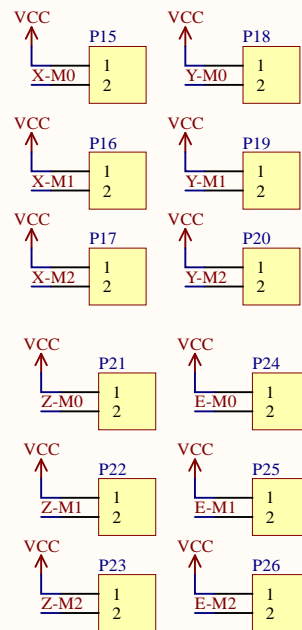 VCC P15 VCC P18
1 1
X-M0 2 Y-M0 2
VCC P16 VCC P19
1 1
X-M1 2 Y-M1 2
VCC P17 VCC P20
1 1
X-M2 2 Y-M2 2
VCC P21 VCC P24
1 1
Z-M0 2 E-M0 2
VCC P22 VCC P25
1 1
Z-M1 2 E-M1 2
VCC P23 VCC P26
1 1
Z-M2 2 E-M2 2